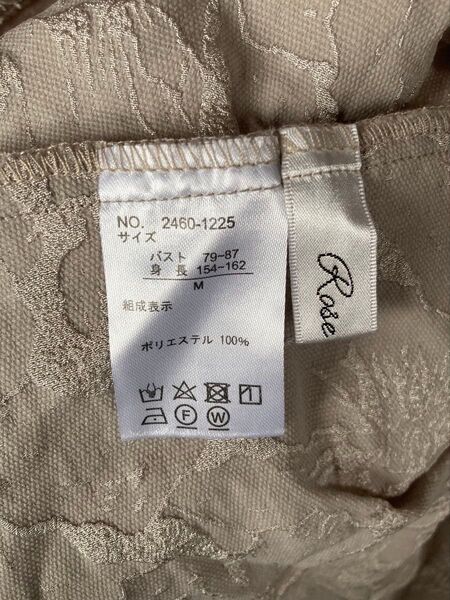 NO. 2460-1225
サイズ
バスト 79-87
身長 154-162
M
組成表示
ポリエステル 100%
F W
Rose